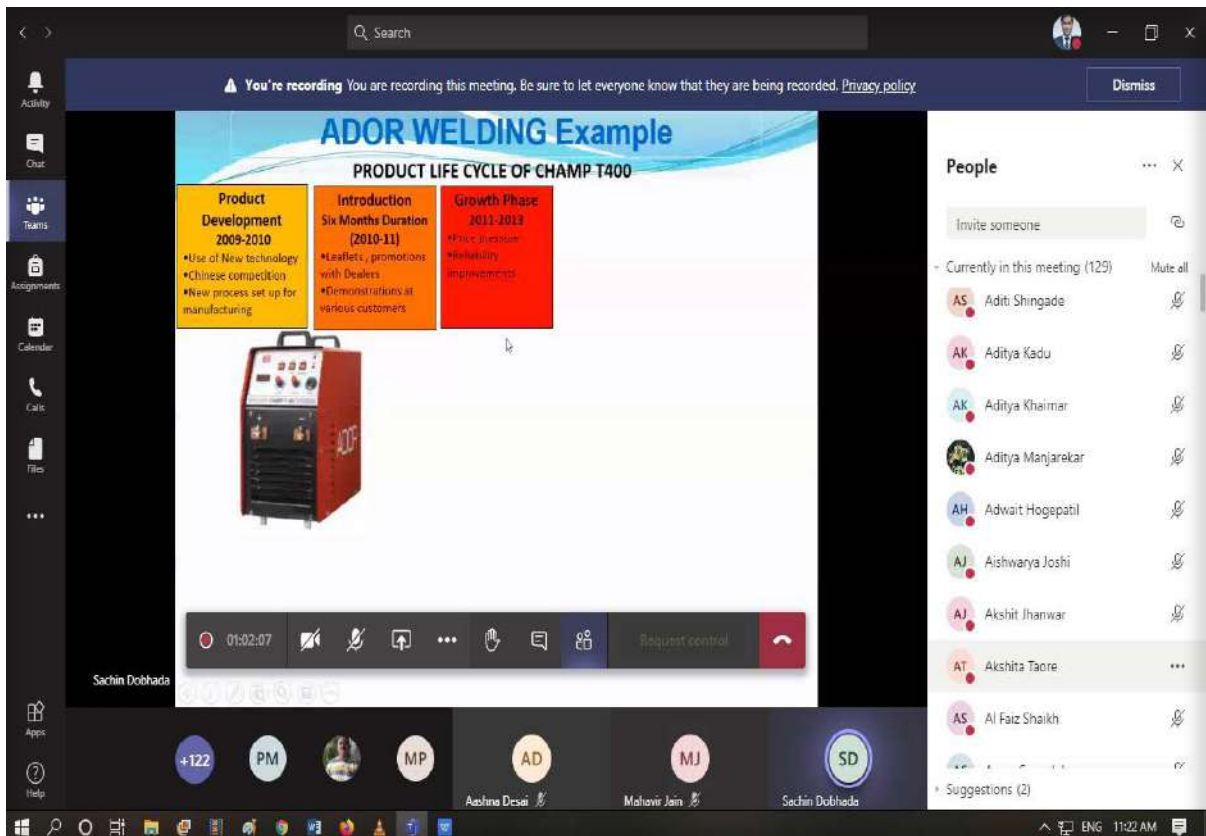 Search
You're recording You are recording this meeting. Be sure to let everyone know that they are being recorded. Privacy policy
Dismiss
Activity
Chat
Teams
Assignments
Calendar
Calls
Files
Apps
Help
ADOR WELDING Example
PRODUCT LIFE CYCLE OF CHAMP T400
Product
Development
2009-2010
•Use of New technology
•Chinese competition
•New process set up for
manufacturing
Introduction
Six Months Duration
(2010-11)
•Leaflets, promotions
with Dealers
•Demonstrations at
various customers
Growth Phase
2011-2013
•Price pressure
•Reliability
improvements
ADOR
01:02:07
Request control
Sachin Dobhada
+122
PM
MP
AD
Aashna Desai
MJ
Mahavir Jain
SD
Sachin Dobhada
People
Invite someone
Currently in this meeting (129)
Mute all
AS Aditi Shingade
AK Aditya Kadu
AK Aditya Khairnar
Aditya Manjarekar
AH Adwait Hogepatil
AJ Aishwarya Joshi
AJ Akshit Jhanwar
AT Akshita Taore
AS Al Faiz Shaikh
Suggestions (2)
ENG 11:22 AM